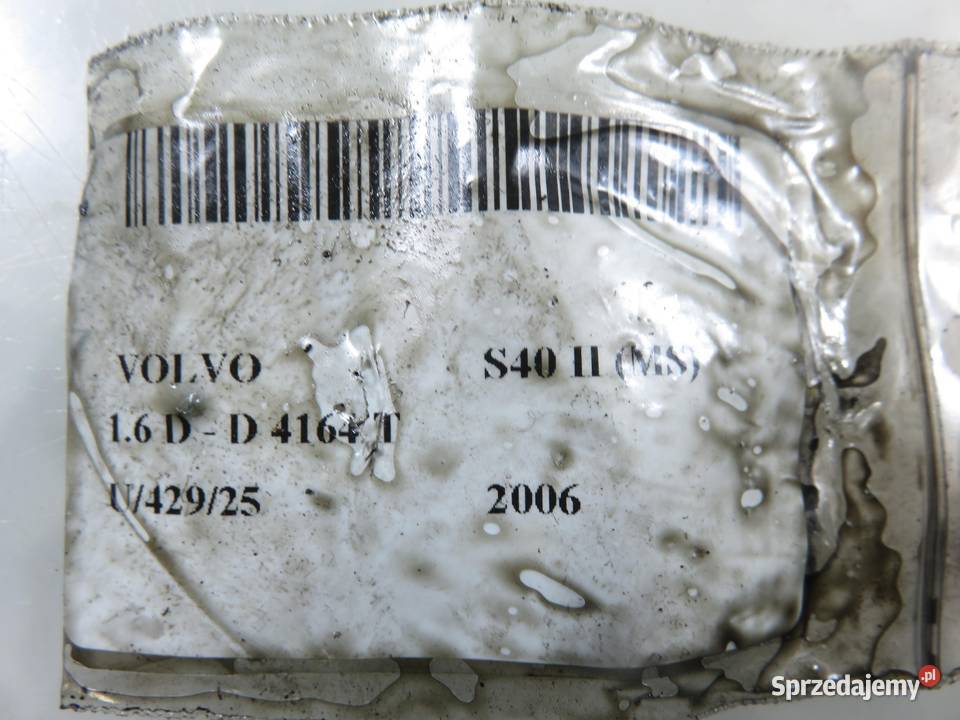 VOLVO S40 II (MS)
1.6 D - D 4164 T
U/429/25 2006
Sprzedajemy.pl